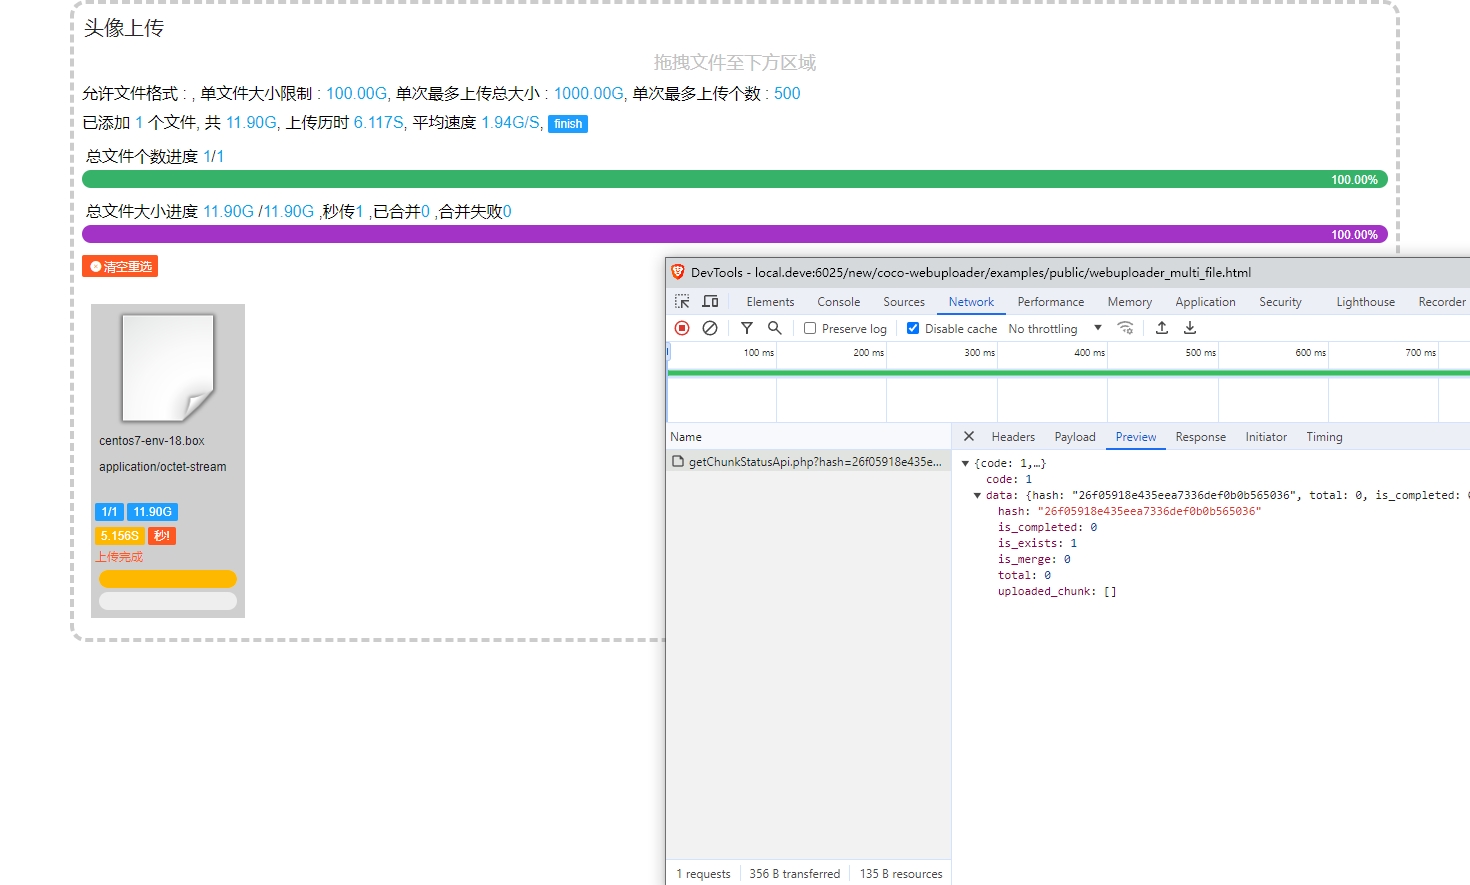 头像上传
拖拽文件至下方区域
允许文件格式 : , 单文件大小限制 : 100.00G, 单次最多上传总大小 : 1000.00G, 单次最多上传个数 : 500
已添加 1 个文件, 共 11.90G, 上传历时 6.117S, 平均速度 1.94G/S, finish
总文件个数进度 1/1
100.00%
总文件大小进度 11.90G /11.90G ,秒传1 ,已合并0 ,合并失败0
100.00%
清空重选
centos7-env-18.box
application/octet-stream
1/1 11.90G
5.156S 秒!
上传完成
DevTools - local.deve:6025/new/coco-webuploader/examples/public/webuploader_multi_file.html
Elements Console Sources Network Performance Memory Application Security Lighthouse Recorder
Preserve log Disable cache No throttling
100 ms 200 ms 300 ms 400 ms 500 ms 600 ms 700 ms
Name
Headers Payload Preview Response Initiator Timing
getChunkStatusApi.php?hash=26f05918e435e...
{code: 1,…}
code: 1
data: {hash: "26f05918e435eea7336def0b0b565036", total: 0, is_completed: 
hash: "26f05918e435eea7336def0b0b565036"
is_completed: 0
is_exists: 1
is_merge: 0
total: 0
uploaded_chunk: []
1 requests 356 B transferred 135 B resources